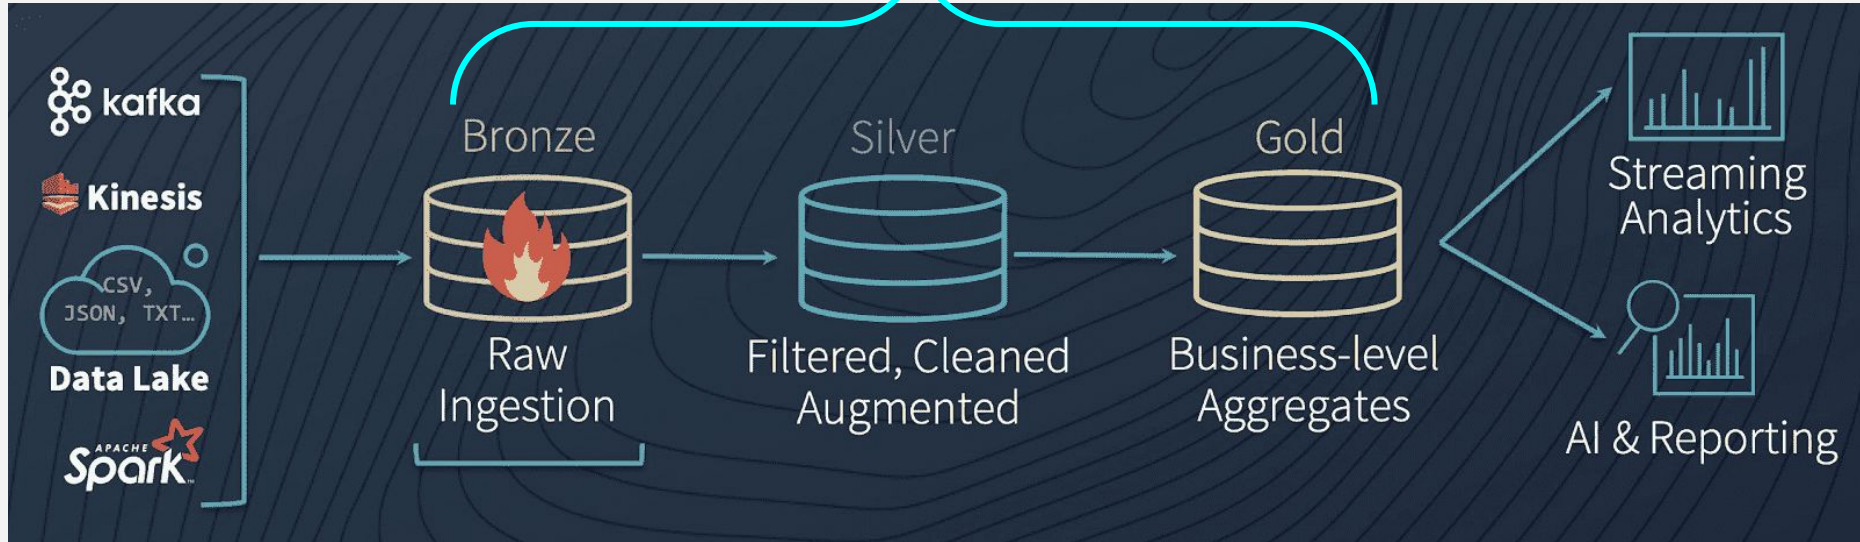 kafka
Kinesis
CSV,
JSON, TXT…
Data Lake
APACHE
Spark™
Bronze
Raw
Ingestion
Silver
Filtered, Cleaned
Augmented
Gold
Business-level
Aggregates
Streaming
Analytics
AI & Reporting